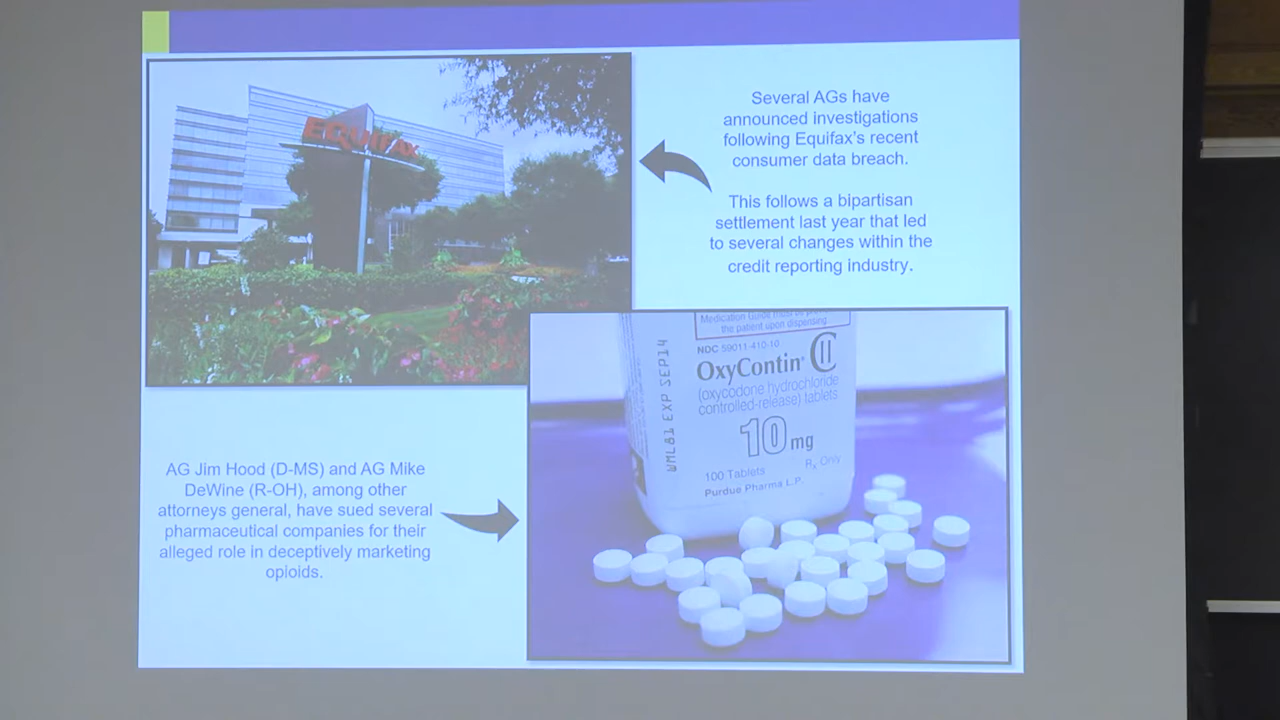 EQUIFAX
Several AGs have
announced investigations
following Equifax's recent
consumer data breach.
This follows a bipartisan
settlement last year that led
to several changes within the
credit reporting industry.
Medication Guide must be
the patient upon dispensing
NDC 59011-410-10
OxyContin® CII
(oxycodone hydrochloride
controlled-release) tablets
10 mg
100 Tablets
Rx Only
Purdue Pharma L.P.
WML81 EXP SEP14
AG Jim Hood (D-MS) and AG Mike
DeWine (R-OH), among other
attorneys general, have sued several
pharmaceutical companies for their
alleged role in deceptively marketing
opioids.